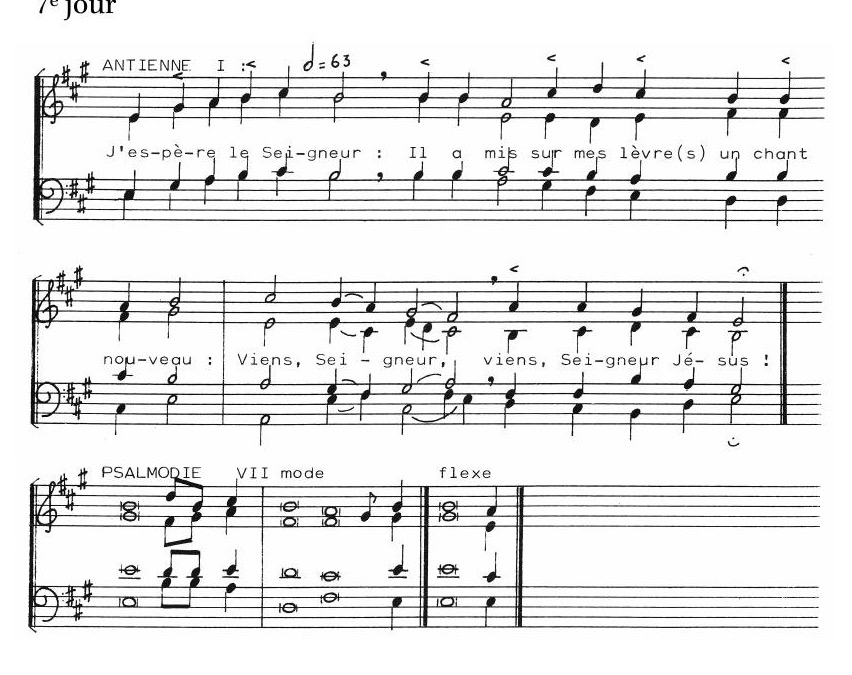 7ᵉ jour
ANTIENNE I : 𝅗𝅥 = 63
J'es-pè-re le Sei-gneur : Il a mis sur mes lèvre(s) un chant
nou-veau : Viens, Sei - gneur, viens, Sei-gneur Jé- sus !
PSALMODIE VII mode flexe